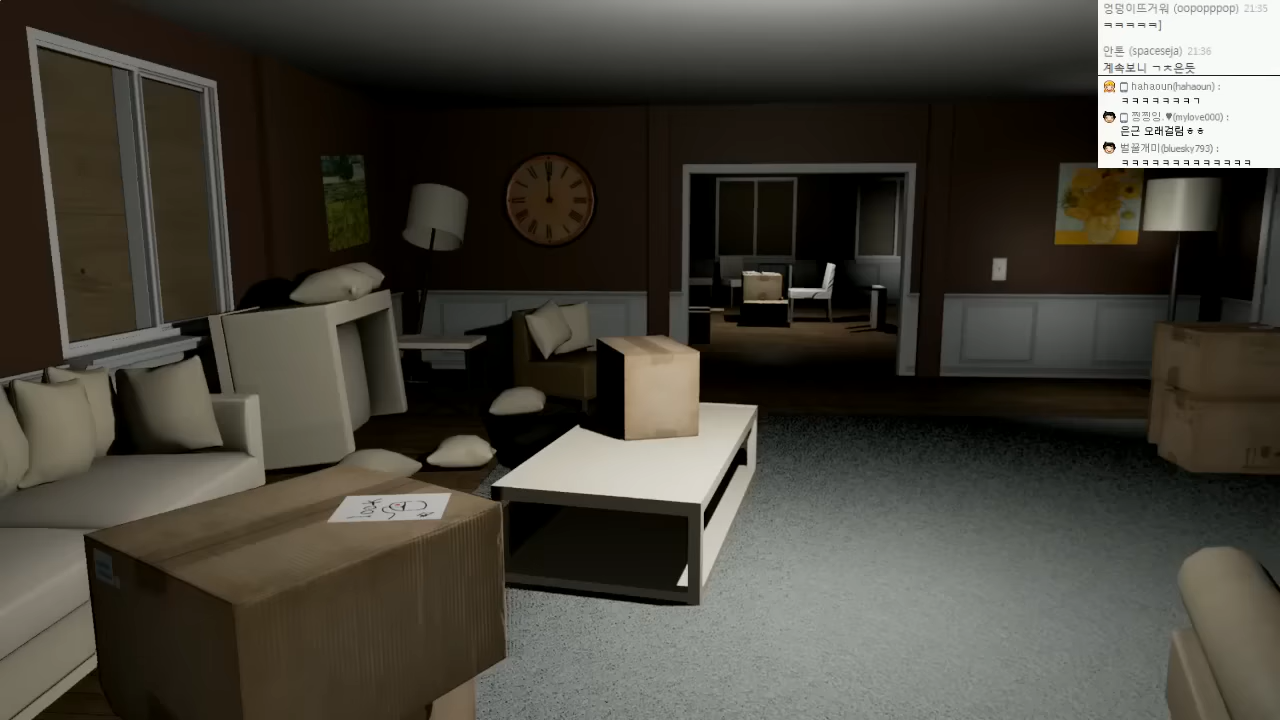 엉덩이뜨거워 (oopopppop) 21:35
ㅋㅋㅋㅋㅋ]
안톤 (spaceseja) 21:36
계속보니 ㄱㅊ은듯
hahaoun(hahaoun) :
ㅋㅋㅋㅋㅋㅋㅋㄱ
찡찡잉.♥(mylove000) :
은근 오래걸림ㅎㅎ
벌꿀개미(bluesky793) :
ㅋㅋㅋㅋㅋㅋㅋㅋㅋㅋㅋㅋㅋ
LOOK